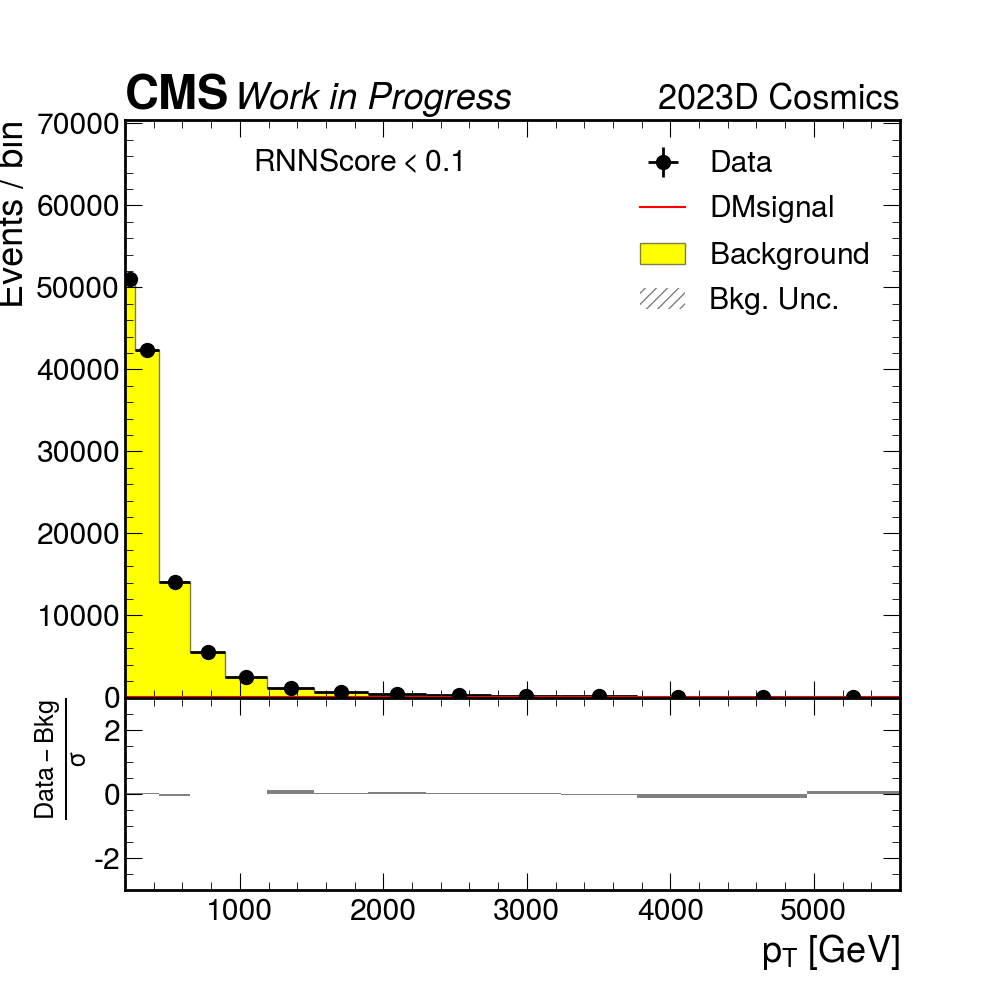 CMS Work in Progress 2023D Cosmics
Events / bin
70000
60000
50000
40000
30000
20000
10000
0
RNNScore < 0.1
Data
DMsignal
Background
Bkg. Unc.
Data − Bkg
σ
2
0
-2
1000 2000 3000 4000 5000
pT [GeV]